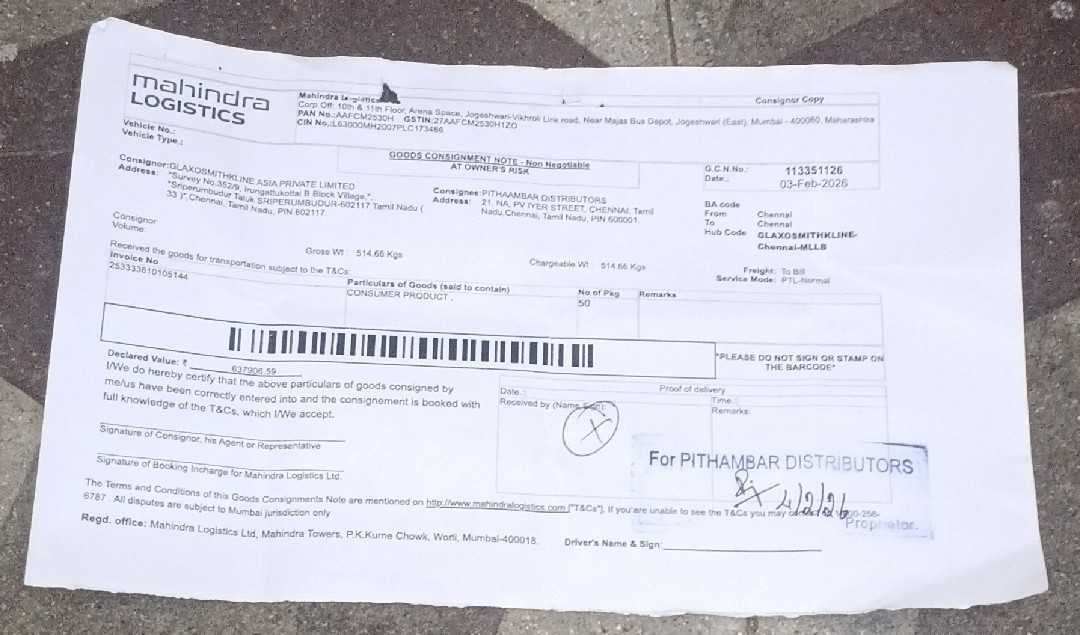 mahindra
LOGISTICS
Mahindra Logistics
Corp Off: 10th & 11th Floor, Arena Space, Jogeshwari-Vikhroli Link road, Near Majas Bus Depot, Jogeshwari (East), Mumbai - 400060, Maharashtra
PAN No.:AAFCM2530H GSTIN:27AAFCM2530H1ZO
CIN No.:L63000MH2007PLC173466
Consignor Copy
Vehicle No.:
Vehicle Type.:
GOODS CONSIGNMENT NOTE - Non Negotiable
AT OWNER'S RISK
G.C.N.No.: 113351126
Date.: 03-Feb-2026
Consignor:GLAXOSMITHKLINE ASIA PRIVATE LIMITED
Address: "Survey No.352/9, Irungattukottai B Block Village,",
"Sriperumbudur Taluk SRIPERUMBUDUR-602117 Tamil Nadu (
33 )",Chennai, Tamil Nadu, PIN 602117.
Consignee:PITHAAMBAR DISTRIBUTORS
Address: 21, NA, PV IYER STREET, CHENNAI, Tamil
Nadu,Chennai, Tamil Nadu, PIN 600001.
BA code
From Chennai
To Chennai
Hub Code GLAXOSMITHKLINE-
Chennai-MLLB
Consignor
Volume:
Gross Wt : 514.66 Kgs
Chargeable Wt : 514.66 Kgs
Freight: To Bill
Service Mode: PTL-Normal
Received the goods for transportation subject to the T&Cs:
Invoice No Particulars of Goods (said to contain) No of Pkg Remarks
253333610105144 CONSUMER PRODUCT . 50
*PLEASE DO NOT SIGN OR STAMP ON
THE BARCODE*
Declared Value: ₹ 637906.59
I/We do hereby certify that the above particulars of goods consigned by
me/us have been correctly entered into and the consignement is booked with
full knowledge of the T&Cs, which I/We accept.
Proof of delivery
Date.: Time.:
Received by (Name Sign): Remarks:
X
Signature of Consignor, his Agent or Representative
Signature of Booking Incharge for Mahindra Logistics Ltd.
For PITHAMBAR DISTRIBUTORS
4/2/26
Proprietor.
The Terms and Conditions of this Goods Consignments Note are mentioned on http://www.mahindralogistics.com ["T&Cs"]. If you are unable to see the T&Cs you may
6787 . All disputes are subject to Mumbai jurisdiction only
Regd. office: Mahindra Logistics Ltd, Mahindra Towers, P.K.Kurne Chowk, Worli, Mumbai-400018.
Driver's Name & Sign: